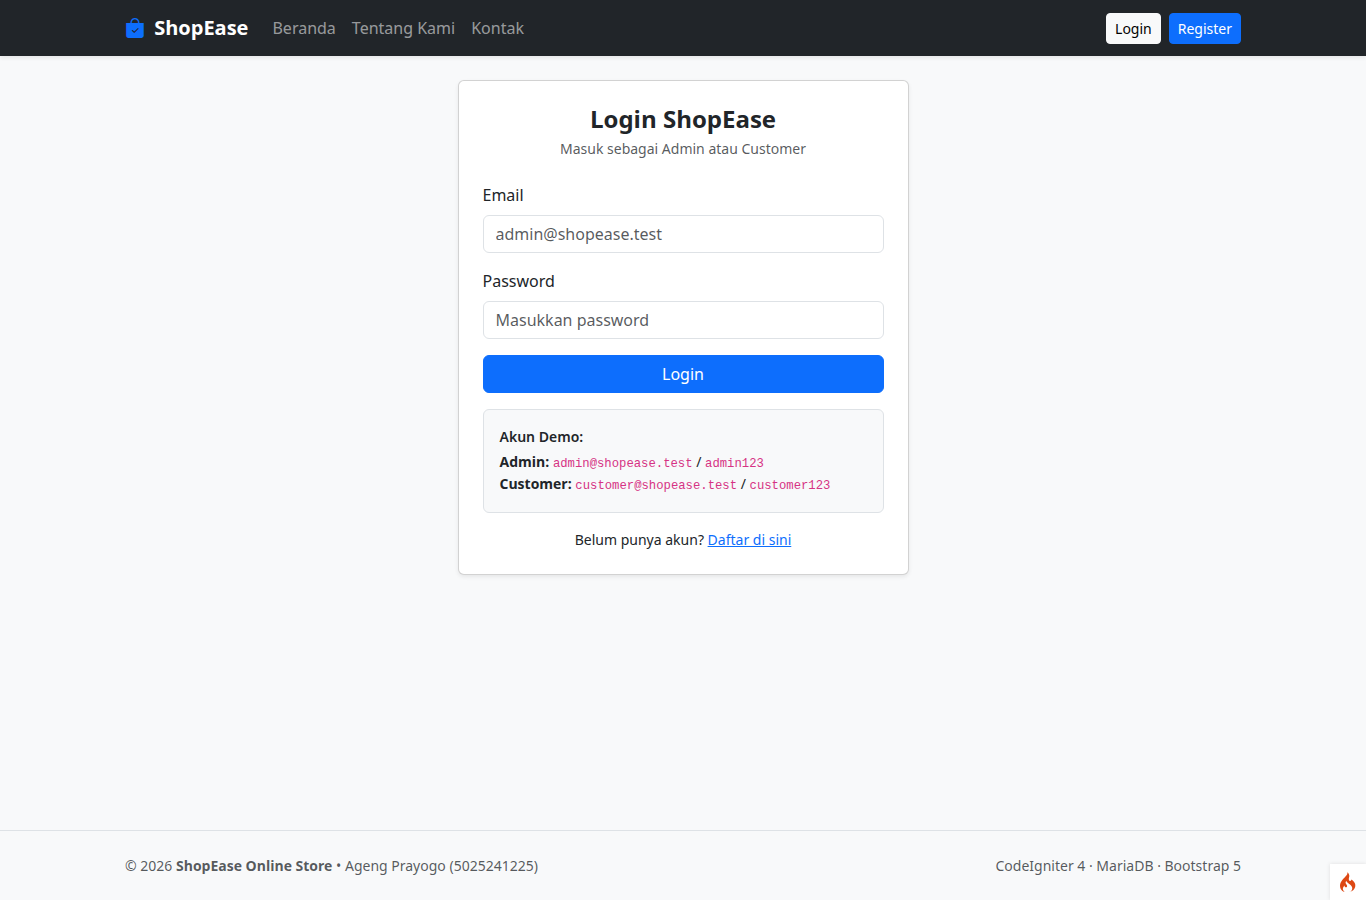 ShopEase Beranda Tentang Kami Kontak Login Register
Login ShopEase
Masuk sebagai Admin atau Customer
Email
admin@shopease.test
Password
Masukkan password
Login
Akun Demo:
Admin: admin@shopease.test / admin123
Customer: customer@shopease.test / customer123
Belum punya akun? Daftar di sini
© 2026 ShopEase Online Store • Ageng Prayogo (5025241225) CodeIgniter 4 · MariaDB · Bootstrap 5